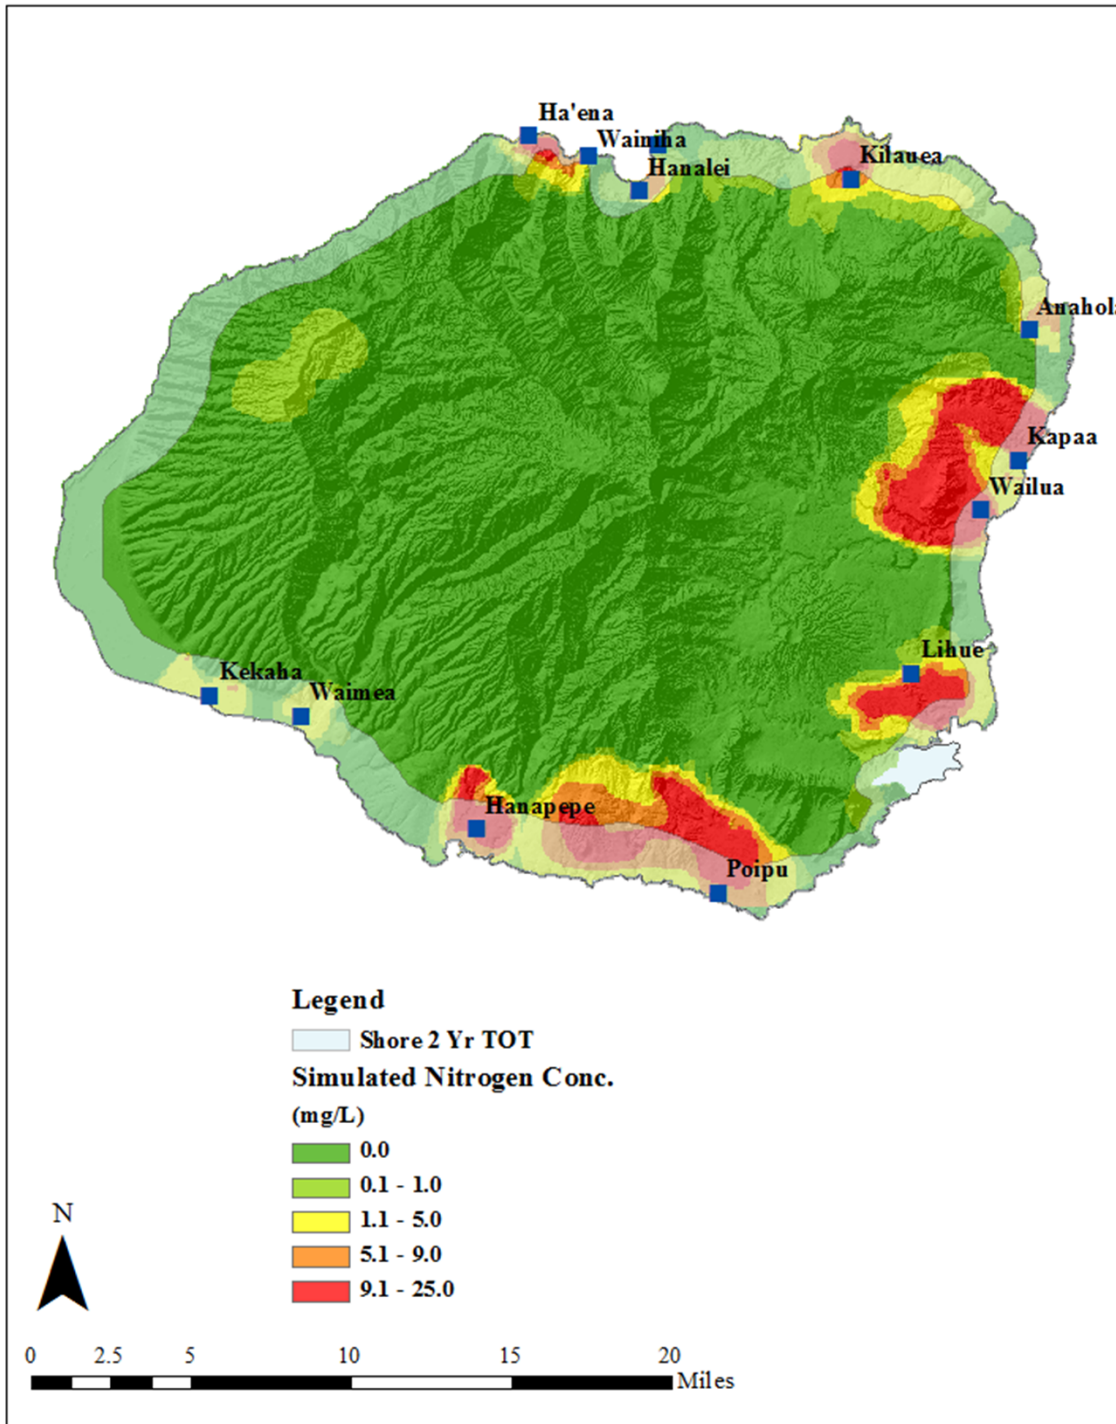 Ha'ena
Wainiha
Hanalei
Kilauea
Anahola
Kapaa
Wailua
Lihue
Kekaha
Waimea
Hanapepe
Poipu
Legend
Shore 2 Yr TOT
Simulated Nitrogen Conc.
(mg/L)
0.0
0.1 - 1.0
1.1 - 5.0
5.1 - 9.0
9.1 - 25.0
N
0 2.5 5 10 15 20
Miles